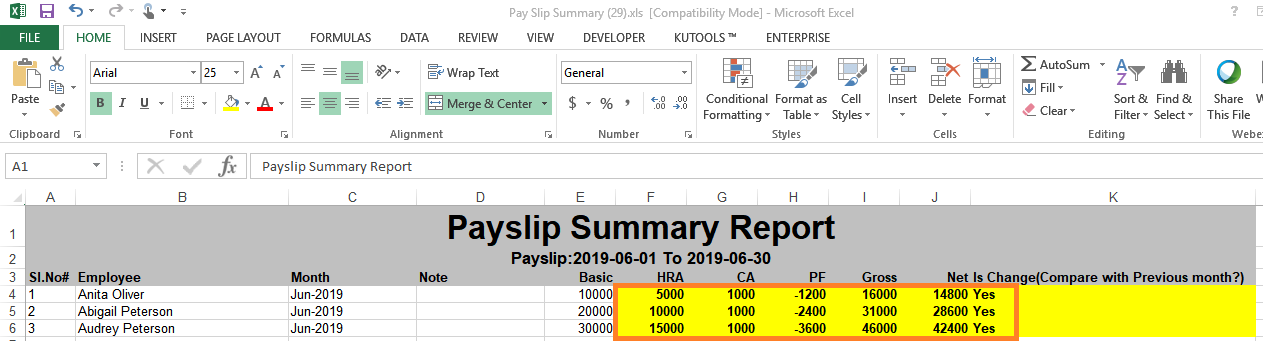 Pay Slip Summary (29).xls [Compatibility Mode] - Microsoft Excel ?
FILE HOME INSERT PAGE LAYOUT FORMULAS DATA REVIEW VIEW DEVELOPER KUTOOLS ™ ENTERPRISE
Arial 25 A A Wrap Text General AutoSum
Paste B I U A Merge & Center $ % , Conditional Formatting Format as Table Cell Styles Insert Delete Format Fill Clear Sort & Filter Find & Select Share This File
Clipboard Font Alignment Number Styles Cells Editing Webex
A1 fx Payslip Summary Report
A B C D E F G H I J K
1 Payslip Summary Report
2 Payslip:2019-06-01 To 2019-06-30
3 Sl.No# Employee Month Note Basic HRA CA PF Gross Net Is Change(Compare with Previous month?)
4 1 Anita Oliver Jun-2019 10000 5000 1000 -1200 16000 14800 Yes
5 2 Abigail Peterson Jun-2019 20000 10000 1000 -2400 31000 28600 Yes
6 3 Audrey Peterson Jun-2019 30000 15000 1000 -3600 46000 42400 Yes